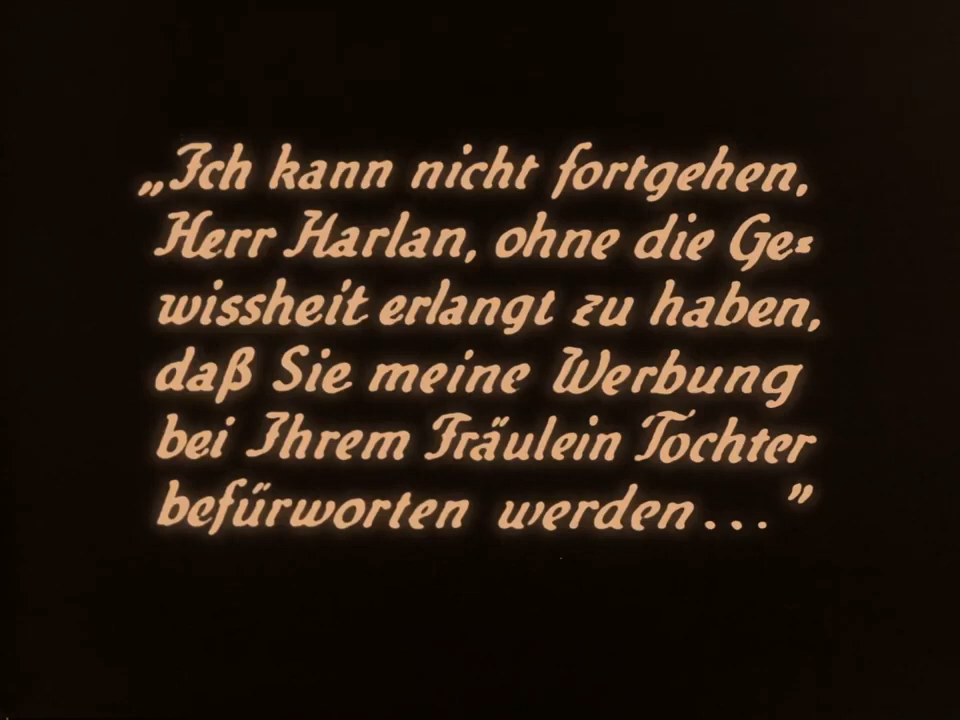 „Ich kann nicht fortgehen,
Herr Harlan, ohne die Ge-
wissheit erlangt zu haben,
daß Sie meine Werbung
bei Ihrem Fräulein Tochter
befürworten werden..."